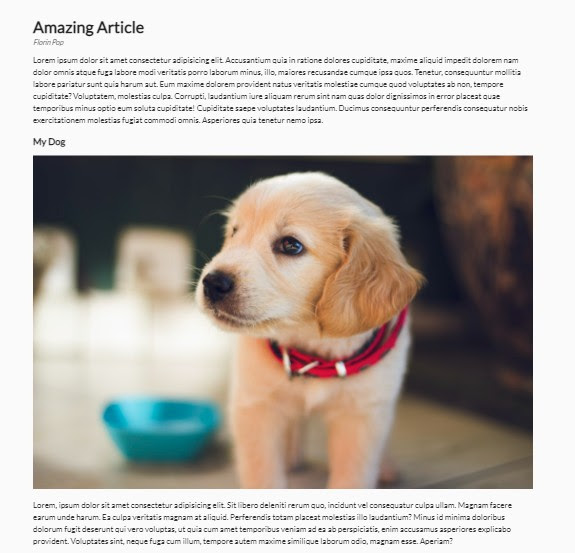 Amazing Article
Florin Pop
Lorem ipsum dolor sit amet consectetur adipisicing elit. Accusantium quia in ratione dolores cupiditate, maxime aliquid impedit dolorem nam
dolor omnis atque fuga labore modi veritatis porro laborum minus, illo, maiores recusandae cumque ipsa quos. Tenetur, consequuntur mollitia
labore pariatur sunt quia harum aut. Eum maxime dolorem provident natus veritatis molestiae cumque quod voluptates ab non, tempore
cupiditate? Voluptatem, molestias culpa. Corrupti, laudantium iure aliquam rerum sint nam quas dolor dignissimos in error placeat quae
temporibus minus optio eum soluta cupiditate! Cupiditate saepe voluptates laudantium. Ducimus consequuntur perferendis consequatur nobis
exercitationem molestias fugiat commodi omnis. Asperiores quia tenetur nemo ipsa.
My Dog
Lorem, ipsum dolor sit amet consectetur adipisicing elit. Sit libero deleniti rerum quo, incidunt vel consequatur culpa ullam. Magnam facere
earum unde harum. Ea culpa veritatis magnam at aliquid. Perferendis totam placeat molestias illo laudantium? Minus id minima doloribus
dolorum fugit deserunt qui vero voluptas, ut quia cum amet temporibus veniam ad ea ab perspiciatis, enim accusamus asperiores explicabo
provident. Voluptates sint, neque fuga cum illum, tempore autem maxime similique laborum odio, magnam esse. Aperiam?